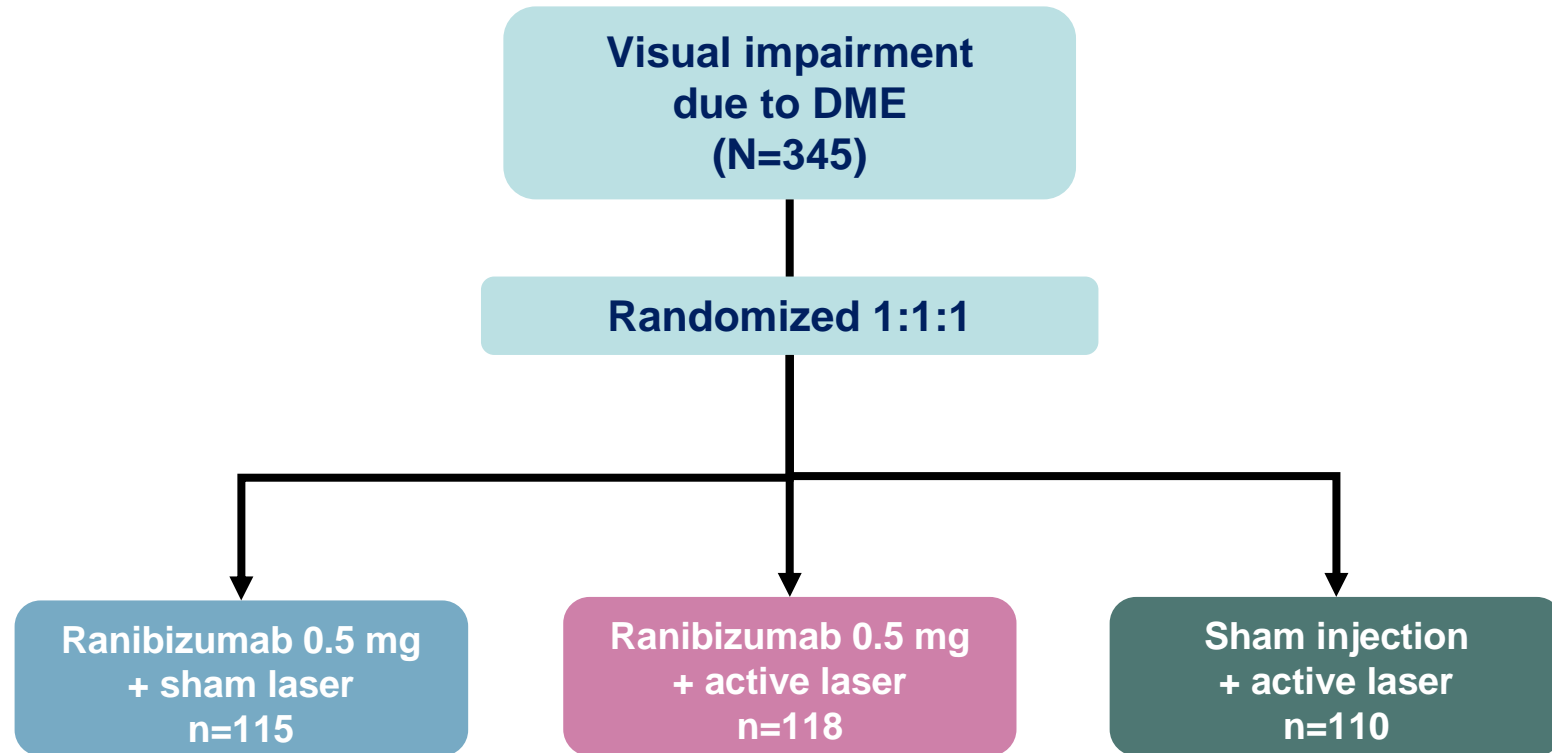 Visual impairment
due to DME
(N=345)
Randomized 1:1:1
Ranibizumab 0.5 mg
+ sham laser
n=115
Ranibizumab 0.5 mg
+ active laser
n=118
Sham injection
+ active laser
n=110